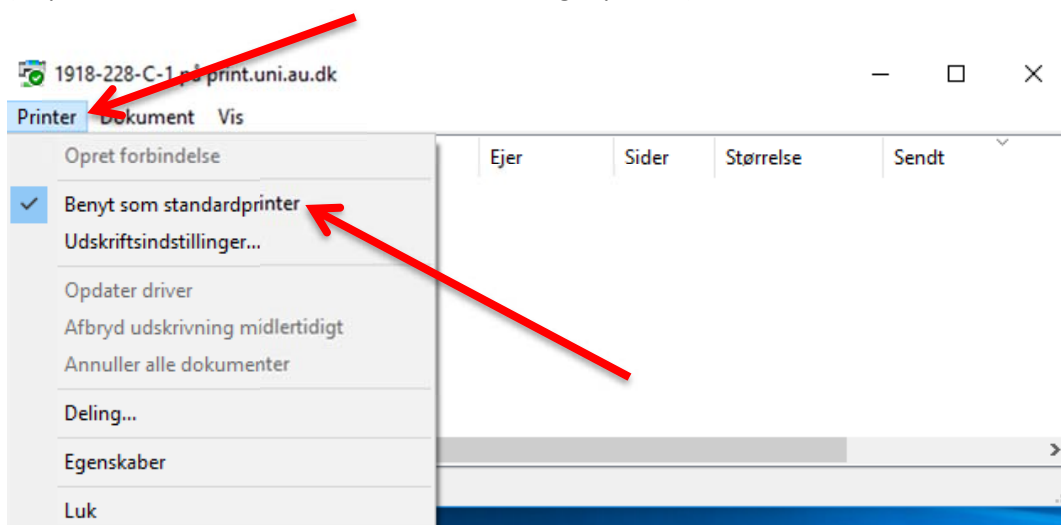 1918-228-C-1 på print.uni.au.dk
Printer Dokument Vis
Opret forbindelse
Ejer Sider Størrelse Sendt
Benyt som standardprinter
Udskriftsindstillinger...
Opdater driver
Afbryd udskrivning midlertidigt
Annuller alle dokumenter
Deling...
Egenskaber
Luk